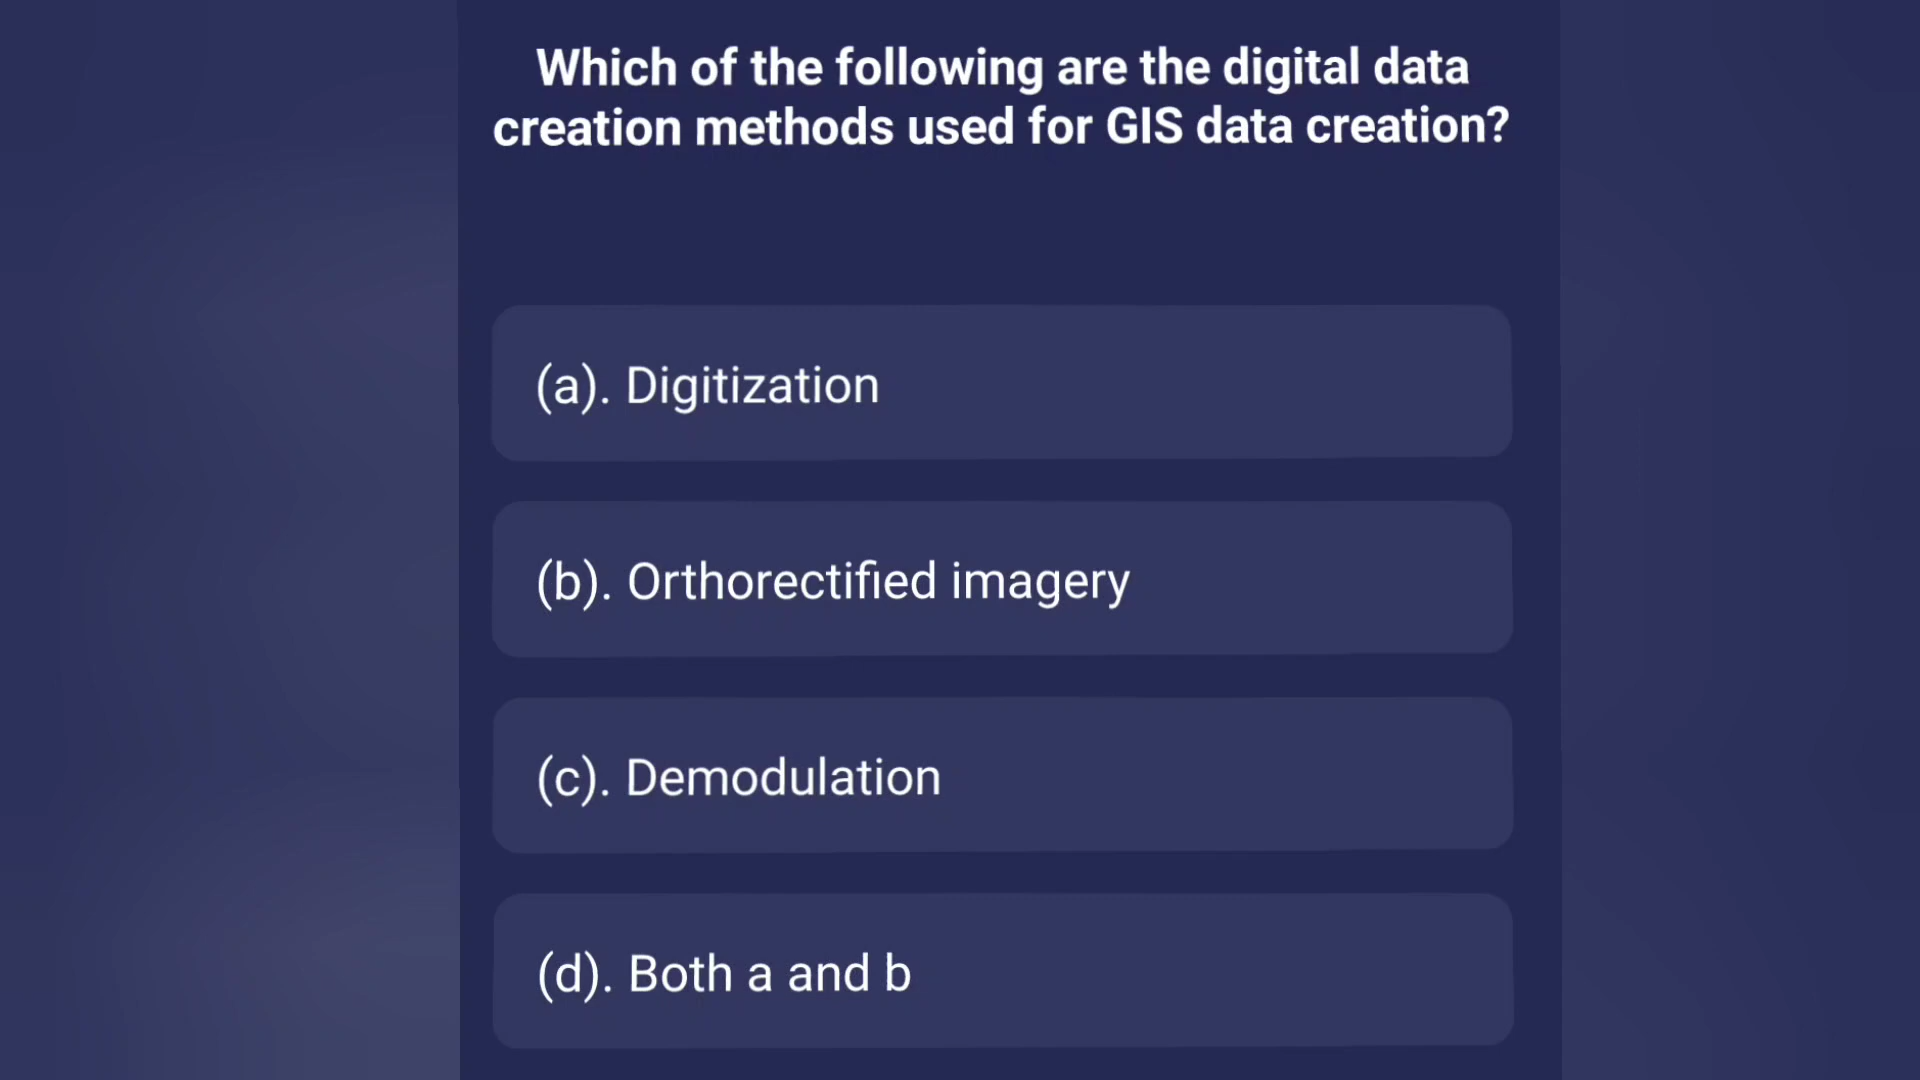 Which of the following are the digital data
creation methods used for GIS data creation?
(a). Digitization
(b). Orthorectified imagery
(c). Demodulation
(d). Both a and b